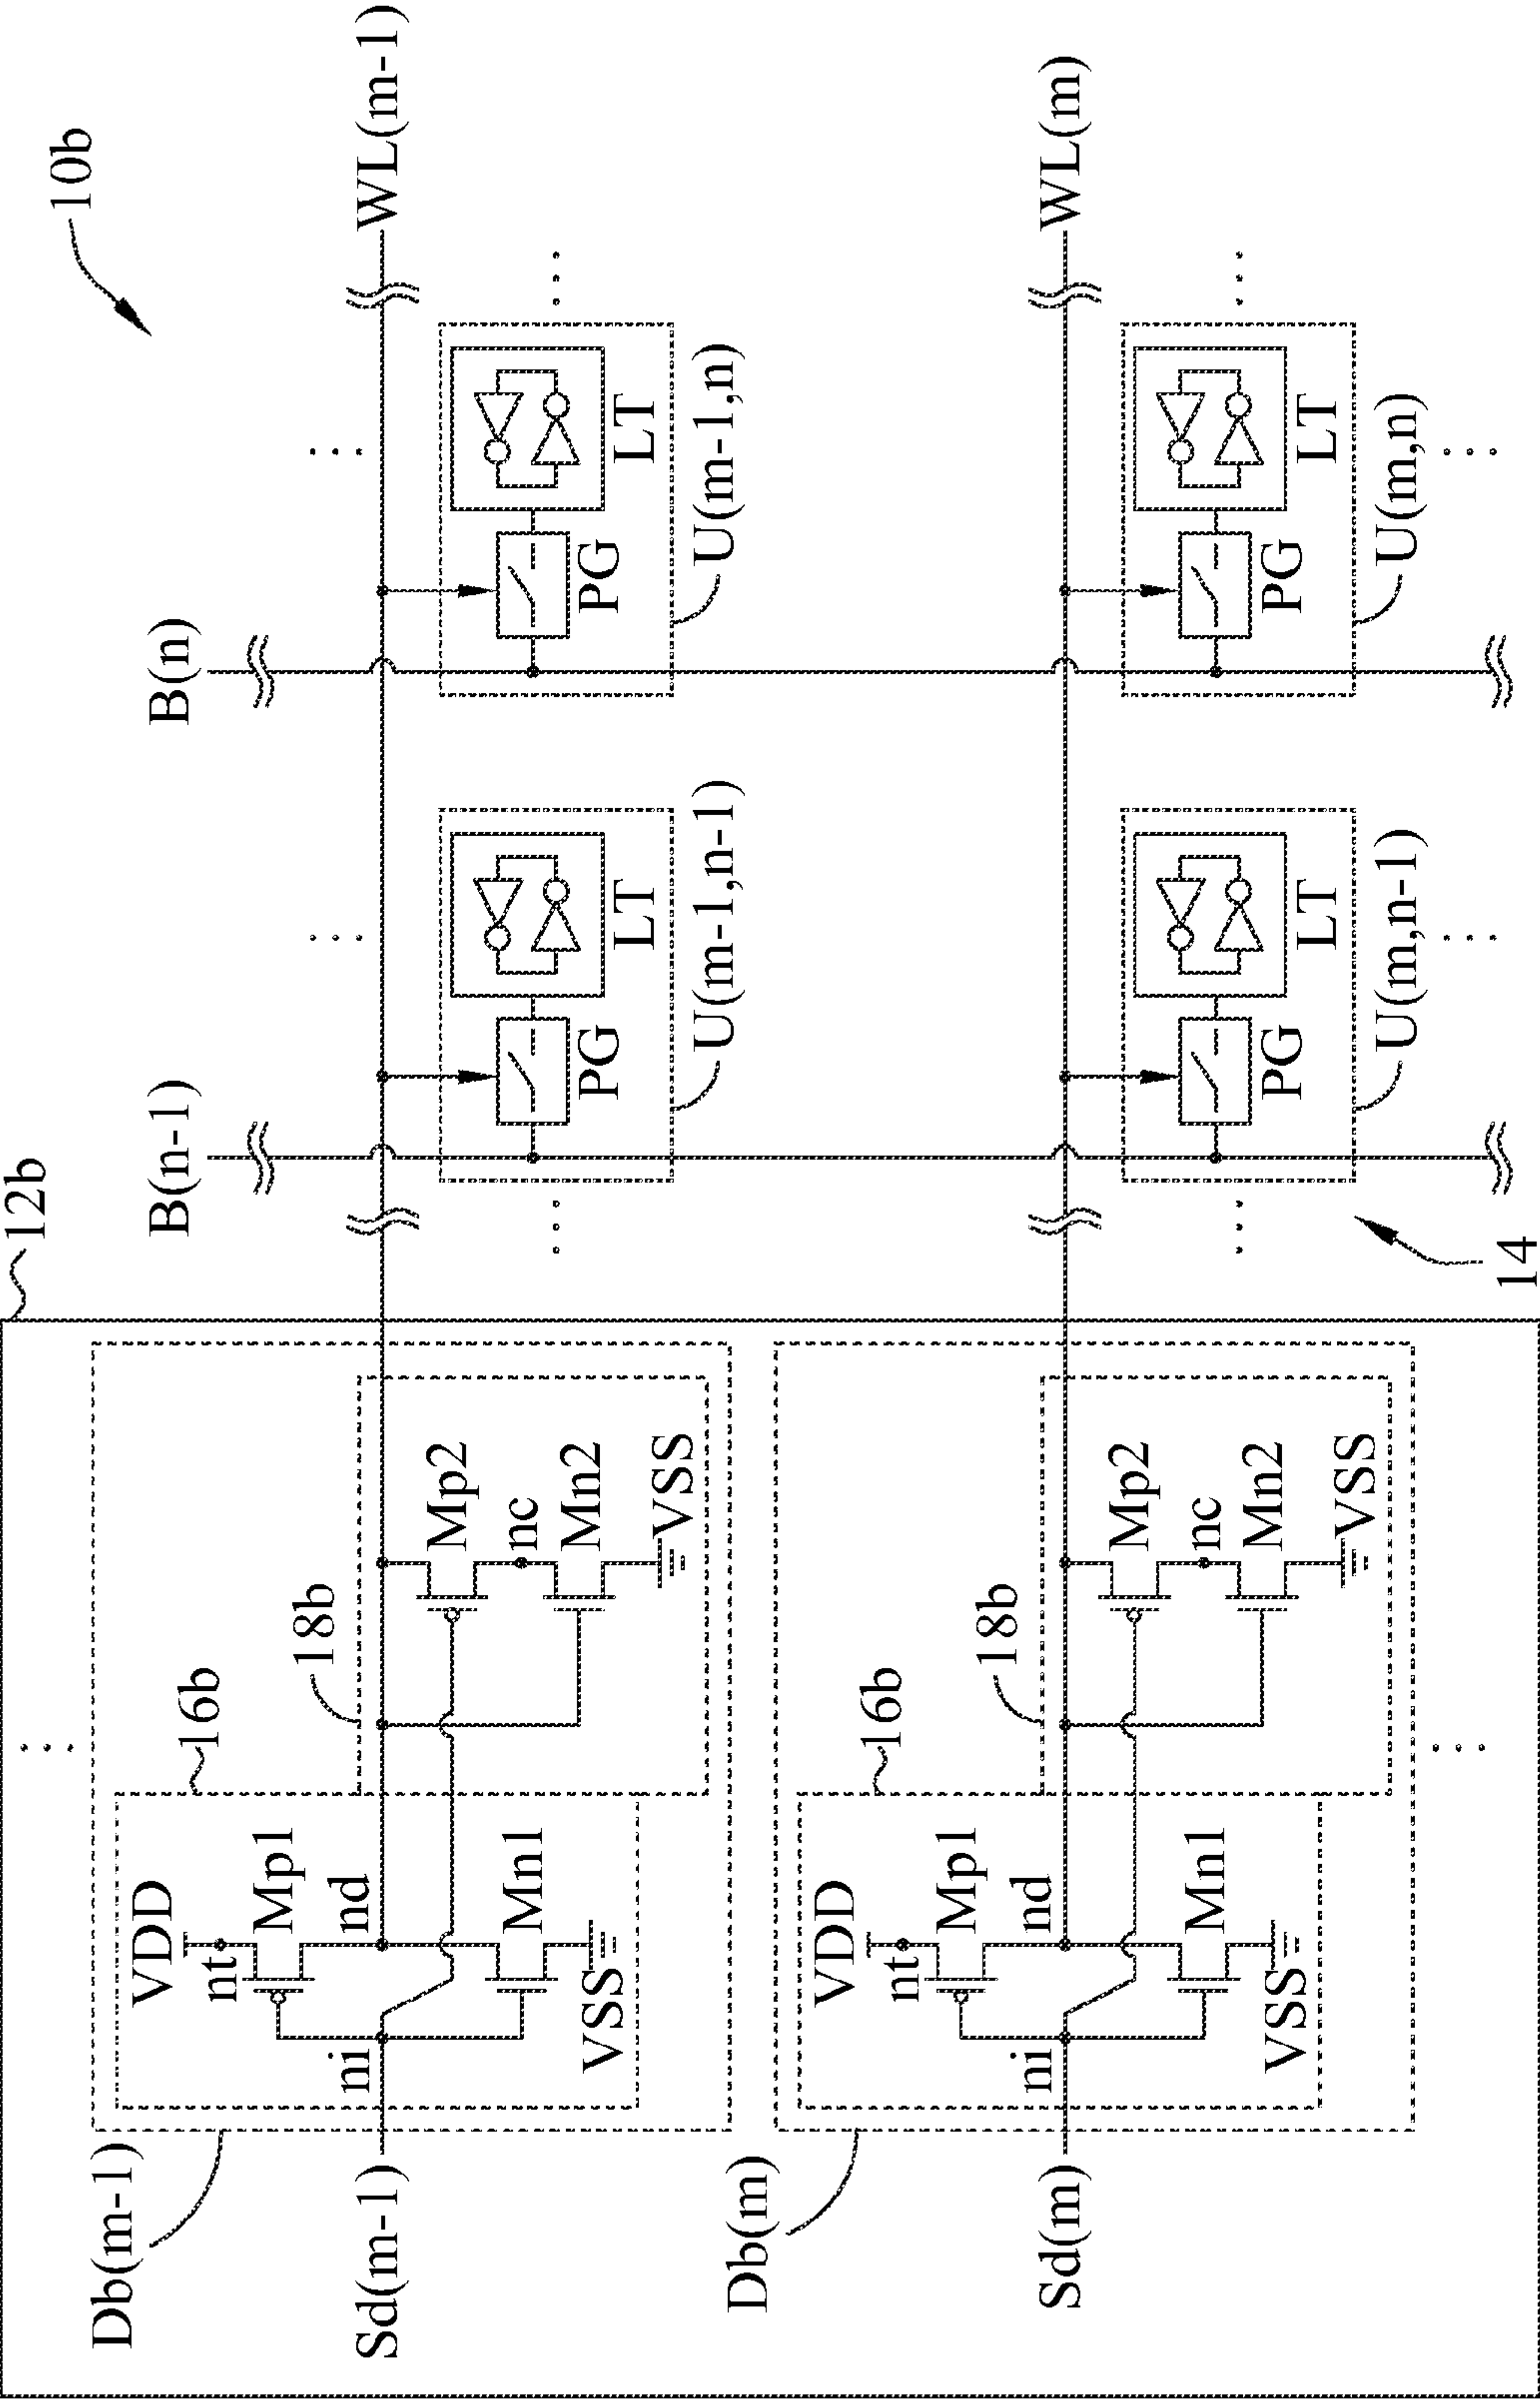 10b
12b
B(n-1)
B(n)
Db(m-1)
16b
VDD
nt
Mp1
18b
nd
ni
Sd(m-1)
WL(m-1)
Mp2
nc
Mn1
Mn2
VSS
VSS
PG
LT
PG
LT
U(m-1,n-1)
U(m-1,n)
Db(m)
16b
VDD
nt
Mp1
18b
nd
ni
Sd(m)
WL(m)
Mp2
nc
Mn1
Mn2
VSS
VSS
PG
LT
PG
LT
U(m,n-1)
U(m,n)
14